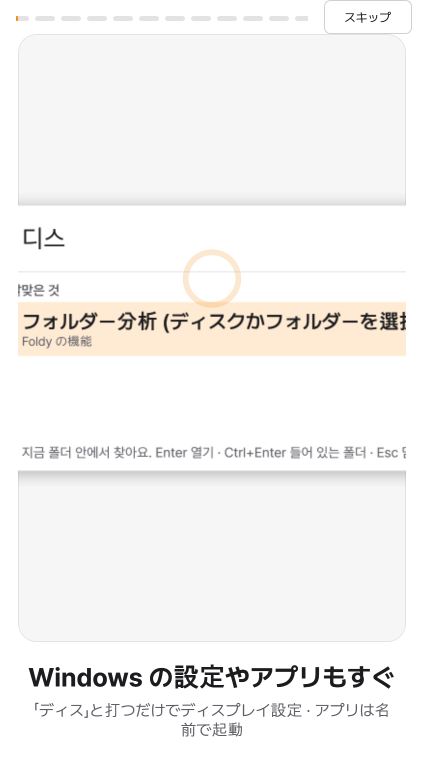 スキップ
디스
맞은 것
フォルダー分析 (ディスクかフォルダーを選
Foldy の機能
지금 폴더 안에서 찾아요. Enter 열기 · Ctrl+Enter 들어 있는 폴더 · Esc
Windows の設定やアプリもすぐ
「ディス」と打つだけでディスプレイ設定 · アプリは名
前で起動